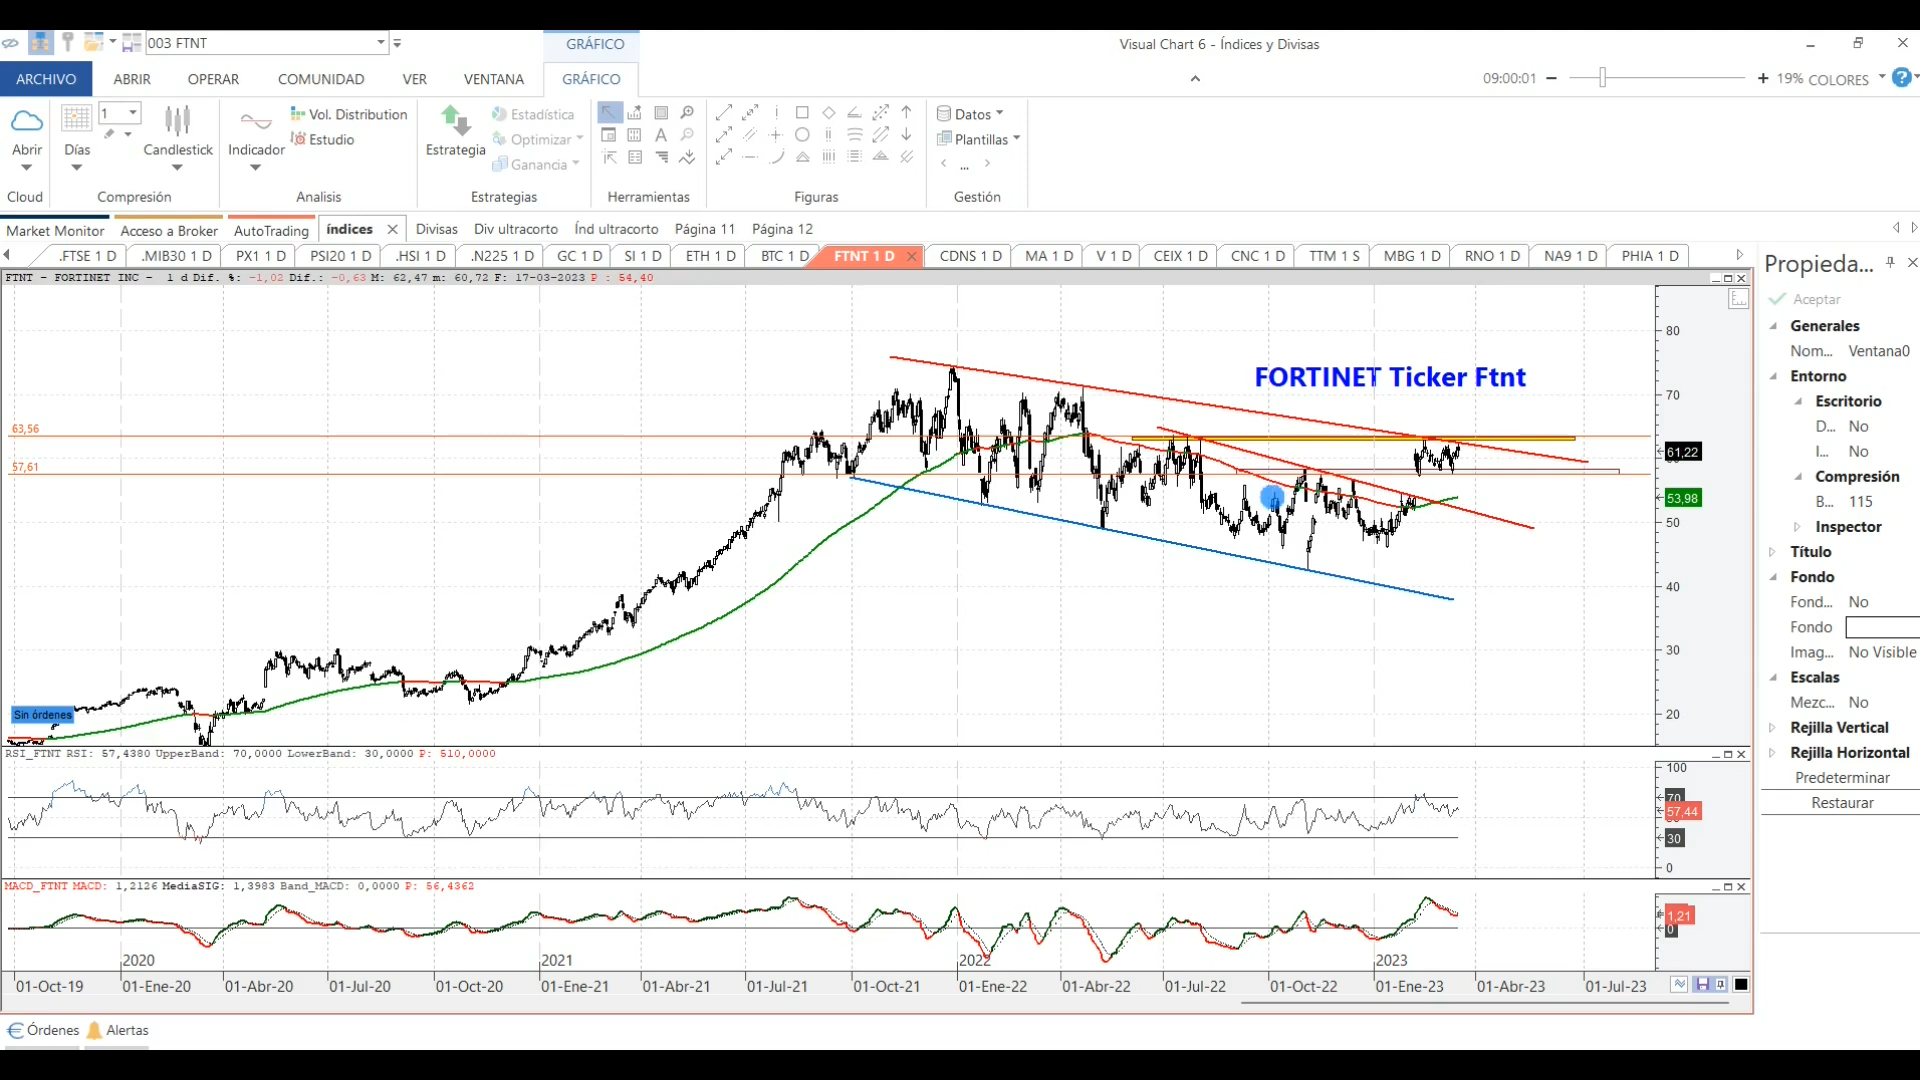 003 FTNT
GRÁFICO
Visual Chart 6 - Índices y Divisas
ARCHIVO ABRIR OPERAR COMUNIDAD VER VENTANA GRÁFICO
09:00:01 19% COLORES ?
Abrir
Cloud
1
Días
Candlestick
Compresión
Indicador
Vol. Distribution
Estudio
Analisis
Estrategia
Estadística
Optimizar
Ganancia
Estrategias
Herramientas
Figuras
Datos
Plantillas
...
Gestión
Market Monitor Acceso a Broker AutoTrading índices Divisas Div ultracorto Índ ultracorto Página 11 Página 12
.FTSE 1 D .MIB30 1 D PX1 1 D PSI20 1 D .HSI 1 D .N225 1 D GC 1 D SI 1 D ETH 1 D BTC 1 D FTNT 1 D CDNS 1 D MA 1 D V 1 D CEIX 1 D CNC 1 D TTM 1 S MBG 1 D RNO 1 D NA9 1 D PHIA 1 D
FTNT - FORTINET INC - 1 d Dif. %: -1,02 Dif.: -0,63 M: 62,47 m: 60,72 F: 17-03-2023 P : 54,40
FORTINET Ticker Ftnt
63,56
57,61
80
70
61,22
53,98
50
40
30
20
Sin órdenes
RSI_FTNT RSI: 57,4380 UpperBand: 70,0000 LowerBand: 30,0000 P: 510,0000
100
70
57,44
30
0
MACD_FTNT MACD: 1,2126 MediaSIG: 1,3983 Band_MACD: 0,0000 P: 56,4362
1,21
0
2020 2021 2022 2023
01-Oct-19 01-Ene-20 01-Abr-20 01-Jul-20 01-Oct-20 01-Ene-21 01-Abr-21 01-Jul-21 01-Oct-21 01-Ene-22 01-Abr-22 01-Jul-22 01-Oct-22 01-Ene-23 01-Abr-23 01-Jul-23
Órdenes Alertas
Propieda...
Aceptar
Generales
Nom... Ventana0
Entorno
Escritorio
D... No
I... No
Compresión
B... 115
Inspector
Título
Fondo
Fond... No
Fondo
Imag... No Visible
Escalas
Mezc... No
Rejilla Vertical
Rejilla Horizontal
Predeterminar
Restaurar